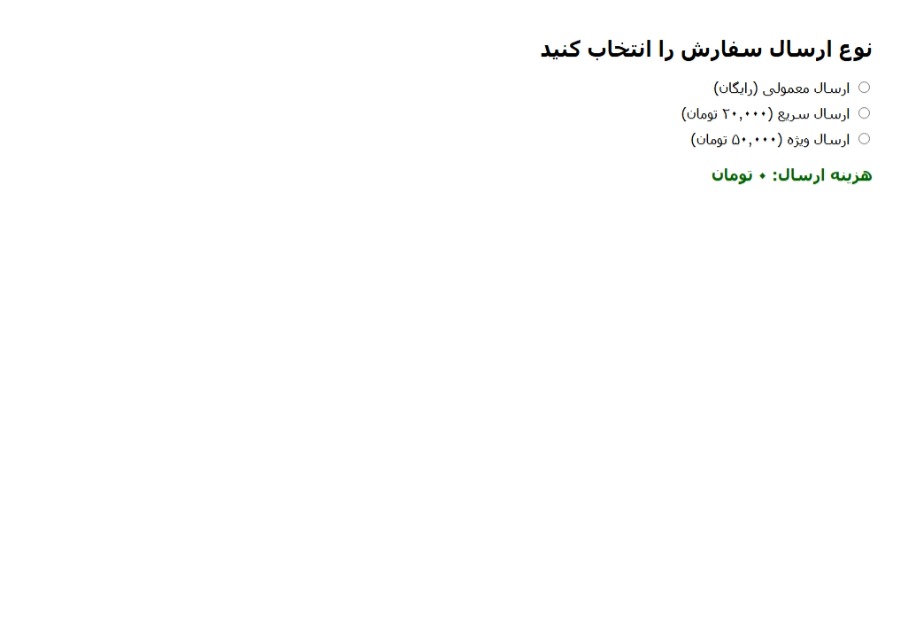 نوع ارسال سفارش را انتخاب کنید
ارسال معمولی (رایگان)
ارسال سریع (۲۰,۰۰۰ تومان)
ارسال ویژه (۵۰,۰۰۰ تومان)
هزینه ارسال: ۰ تومان